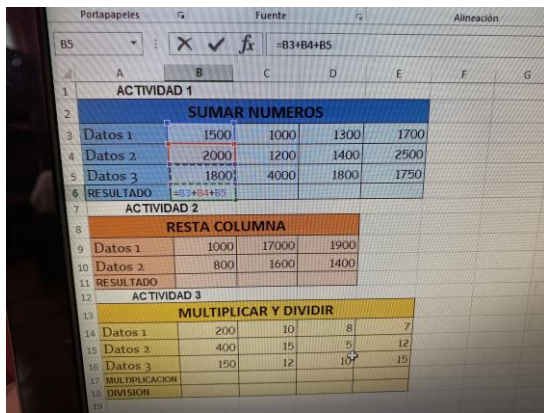 Portapapeles Fuente Alineación
B5 fx =B3+B4+B5
A B C D E F G
1 ACTIVIDAD 1
2 SUMAR NUMEROS
3 Datos 1 1500 1000 1300 1700
4 Datos 2 2000 1200 1400 2500
5 Datos 3 1800 4000 1800 1750
6 RESULTADO =B3+B4+B5
7 ACTIVIDAD 2
8 RESTA COLUMNA
9 Datos 1 1000 17000 1900
10 Datos 2 800 1600 1400
11 RESULTADO
12 ACTIVIDAD 3
13 MULTIPLICAR Y DIVIDIR
14 Datos 1 200 10 8 7
15 Datos 2 400 15 5 12
16 Datos 3 150 12 10 15
17 MULTIPLICACION
18 DIVISION
19